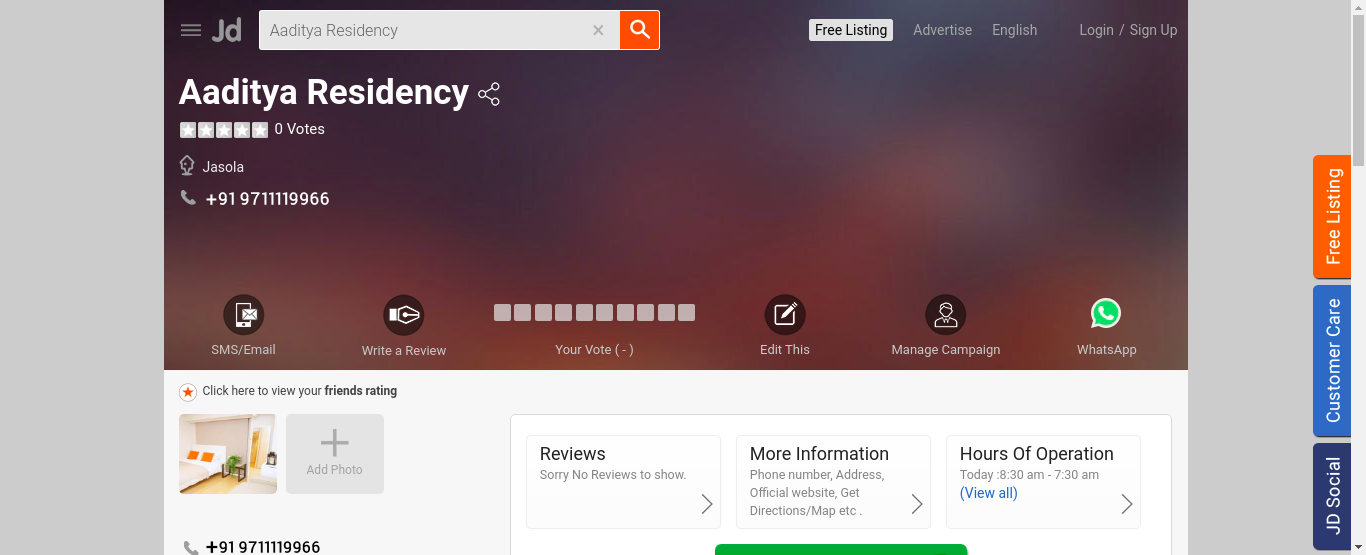 Jd
Aaditya Residency
Free Listing
Advertise
English
Login / Sign Up
Aaditya Residency
0 Votes
Jasola
+91 9711119966
SMS/Email
Write a Review
Your Vote ( - )
Edit This
Manage Campaign
WhatsApp
Click here to view your friends rating
Add Photo
Reviews
Sorry No Reviews to show.
More Information
Phone number, Address,
Official website, Get
Directions/Map etc .
Hours Of Operation
Today :8:30 am - 7:30 am
(View all)
+91 9711119966
Free Listing
Customer Care
JD Social